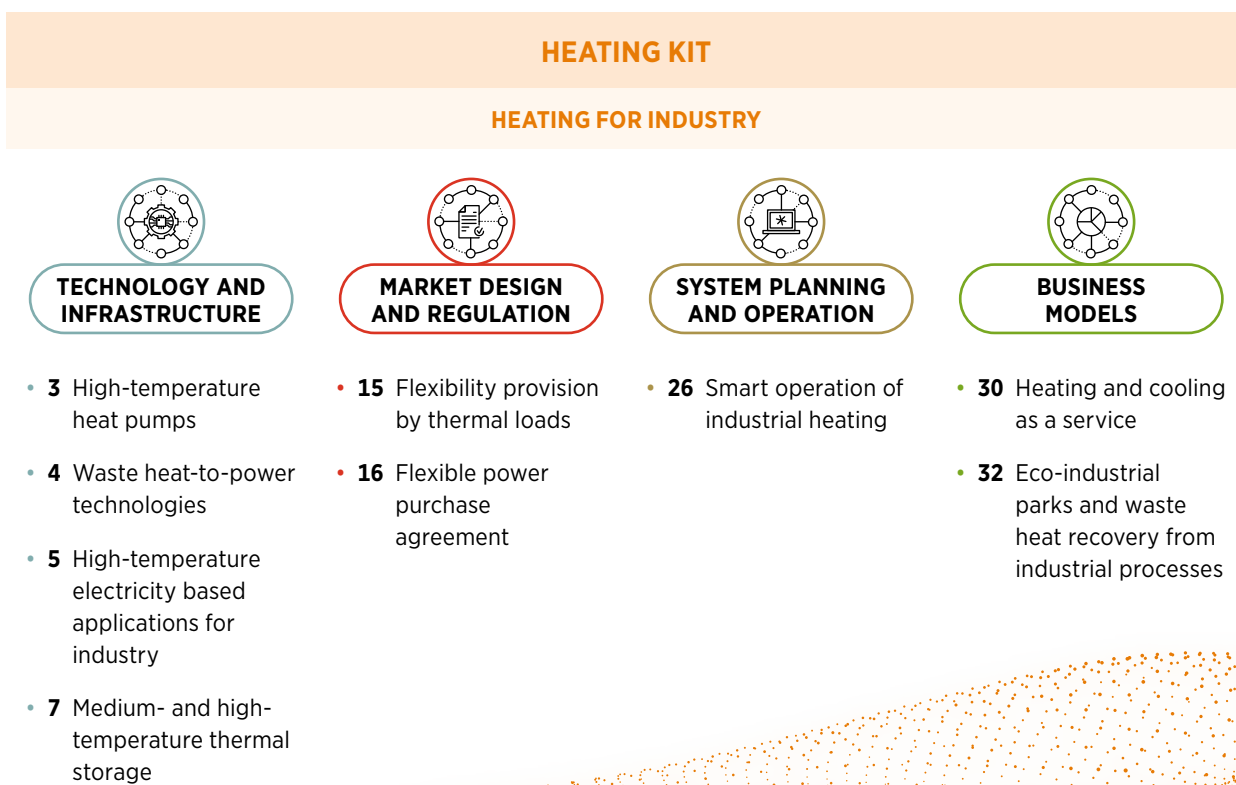 HEATING KIT
HEATING FOR INDUSTRY
TECHNOLOGY AND
INFRASTRUCTURE
• 3 High-temperature
heat pumps
• 4 Waste heat-to-power
technologies
• 5 High-temperature
electricity based
applications for
industry
• 7 Medium- and high-
temperature thermal
storage
MARKET DESIGN
AND REGULATION
• 15 Flexibility provision
by thermal loads
• 16 Flexible power
purchase
agreement
SYSTEM PLANNING
AND OPERATION
• 26 Smart operation of
industrial heating
BUSINESS
MODELS
• 30 Heating and cooling
as a service
• 32 Eco-industrial
parks and waste
heat recovery from
industrial processes